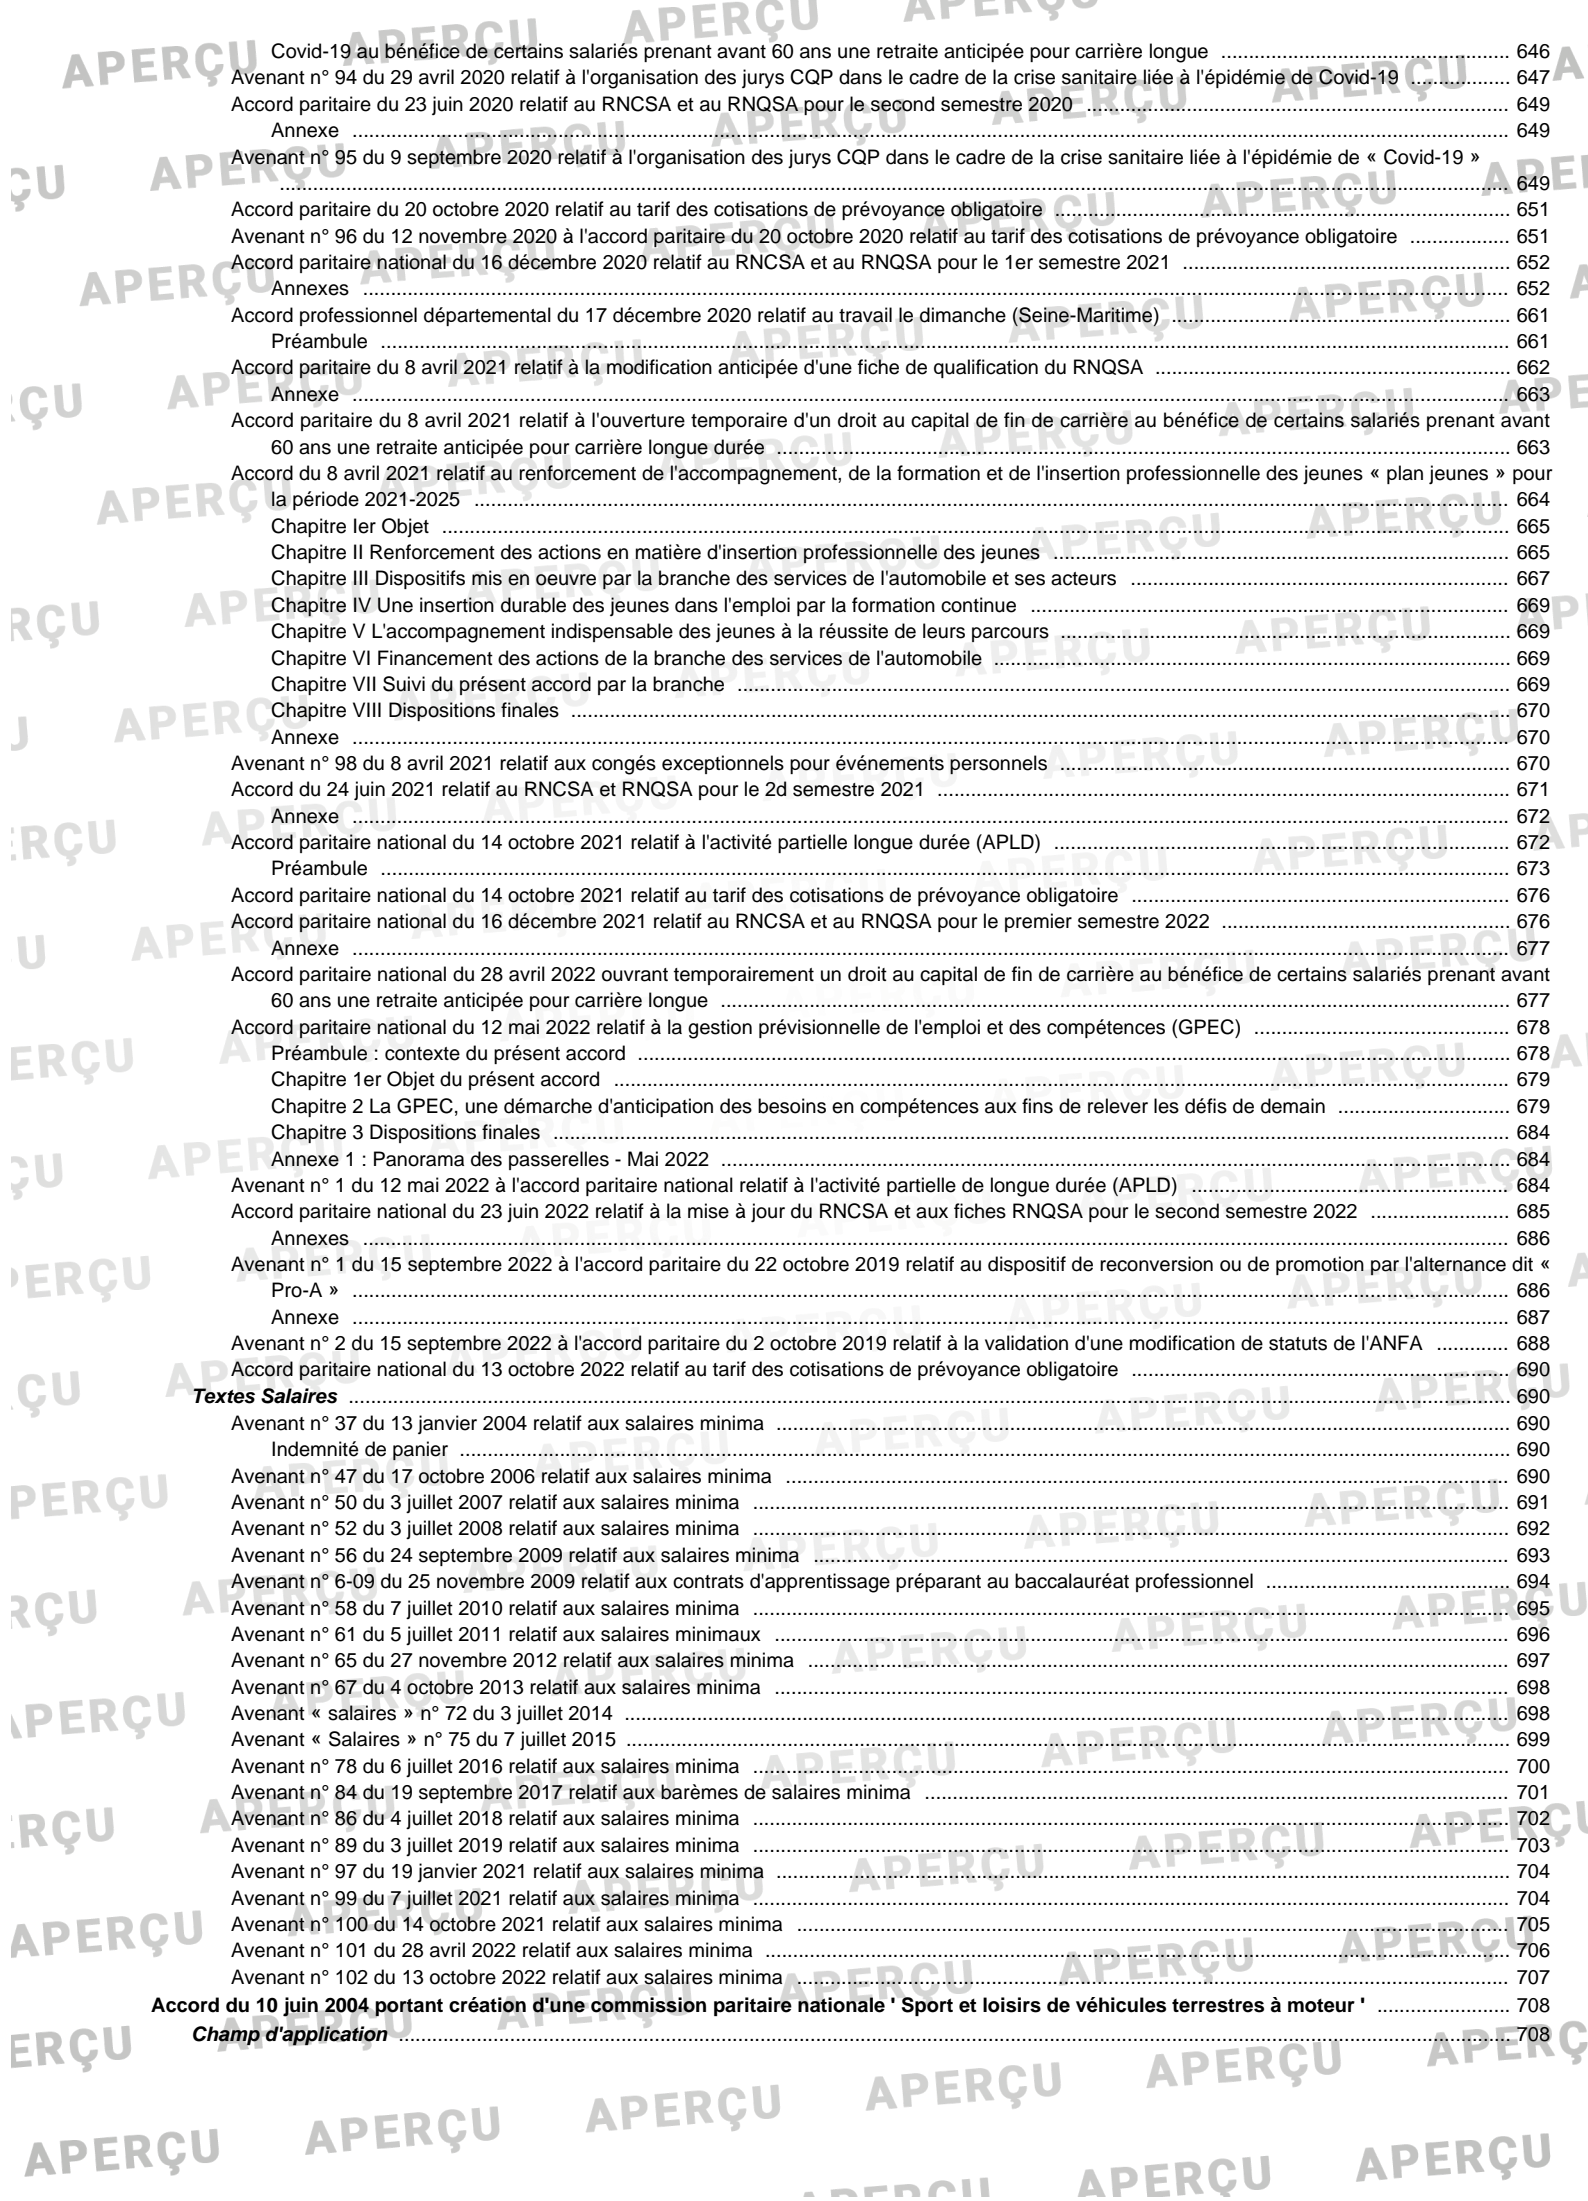 Covid-19 au bénéfice de certains salariés prenant avant 60 ans une retraite anticipée pour carrière longue ... 646
Avenant n° 94 du 29 avril 2020 relatif à l'organisation des jurys CQP dans le cadre de la crise sanitaire liée à l'épidémie de Covid-19 ... 647
Accord paritaire du 23 juin 2020 relatif au RNCSA et au RNQSA pour le second semestre 2020 ... 649
Annexe ... 649
Avenant n° 95 du 9 septembre 2020 relatif à l'organisation des jurys CQP dans le cadre de la crise sanitaire liée à l'épidémie de « Covid-19 »
... 649
Accord paritaire du 20 octobre 2020 relatif au tarif des cotisations de prévoyance obligatoire ... 651
Avenant n° 96 du 12 novembre 2020 à l'accord paritaire du 20 octobre 2020 relatif au tarif des cotisations de prévoyance obligatoire ... 651
Accord paritaire national du 16 décembre 2020 relatif au RNCSA et au RNQSA pour le 1er semestre 2021 ... 652
Annexes ... 652
Accord professionnel départemental du 17 décembre 2020 relatif au travail le dimanche (Seine-Maritime) ... 661
Préambule ... 661
Accord paritaire du 8 avril 2021 relatif à la modification anticipée d'une fiche de qualification du RNQSA ... 662
Annexe ... 663
Accord paritaire du 8 avril 2021 relatif à l'ouverture temporaire d'un droit au capital de fin de carrière au bénéfice de certains salariés prenant avant
60 ans une retraite anticipée pour carrière longue durée ... 663
Accord du 8 avril 2021 relatif au renforcement de l'accompagnement, de la formation et de l'insertion professionnelle des jeunes « plan jeunes » pour
la période 2021-2025 ... 664
Chapitre Ier Objet ... 665
Chapitre II Renforcement des actions en matière d'insertion professionnelle des jeunes ... 665
Chapitre III Dispositifs mis en oeuvre par la branche des services de l'automobile et ses acteurs ... 667
Chapitre IV Une insertion durable des jeunes dans l'emploi par la formation continue ... 669
Chapitre V L'accompagnement indispensable des jeunes à la réussite de leurs parcours ... 669
Chapitre VI Financement des actions de la branche des services de l'automobile ... 669
Chapitre VII Suivi du présent accord par la branche ... 669
Chapitre VIII Dispositions finales ... 670
Annexe ... 670
Avenant n° 98 du 8 avril 2021 relatif aux congés exceptionnels pour événements personnels ... 670
Accord du 24 juin 2021 relatif au RNCSA et RNQSA pour le 2d semestre 2021 ... 671
Annexe ... 672
Accord paritaire national du 14 octobre 2021 relatif à l'activité partielle longue durée (APLD) ... 672
Préambule ... 673
Accord paritaire national du 14 octobre 2021 relatif au tarif des cotisations de prévoyance obligatoire ... 676
Accord paritaire national du 16 décembre 2021 relatif au RNCSA et au RNQSA pour le premier semestre 2022 ... 676
Annexe ... 677
Accord paritaire national du 28 avril 2022 ouvrant temporairement un droit au capital de fin de carrière au bénéfice de certains salariés prenant avant
60 ans une retraite anticipée pour carrière longue ... 677
Accord paritaire national du 12 mai 2022 relatif à la gestion prévisionnelle de l'emploi et des compétences (GPEC) ... 678
Préambule : contexte du présent accord ... 678
Chapitre 1er Objet du présent accord ... 679
Chapitre 2 La GPEC, une démarche d'anticipation des besoins en compétences aux fins de relever les défis de demain ... 679
Chapitre 3 Dispositions finales ... 684
Annexe 1 : Panorama des passerelles - Mai 2022 ... 684
Avenant n° 1 du 12 mai 2022 à l'accord paritaire national relatif à l'activité partielle de longue durée (APLD) ... 684
Accord paritaire national du 23 juin 2022 relatif à la mise à jour du RNCSA et aux fiches RNQSA pour le second semestre 2022 ... 685
Annexes ... 686
Avenant n° 1 du 15 septembre 2022 à l'accord paritaire du 22 octobre 2019 relatif au dispositif de reconversion ou de promotion par l'alternance dit «
Pro-A » ... 686
Annexe ... 687
Avenant n° 2 du 15 septembre 2022 à l'accord paritaire du 2 octobre 2019 relatif à la validation d'une modification de statuts de l'ANFA ... 688
Accord paritaire national du 13 octobre 2022 relatif au tarif des cotisations de prévoyance obligatoire ... 690
Textes Salaires ... 690
Avenant n° 37 du 13 janvier 2004 relatif aux salaires minima ... 690
Indemnité de panier ... 690
Avenant n° 47 du 17 octobre 2006 relatif aux salaires minima ... 690
Avenant n° 50 du 3 juillet 2007 relatif aux salaires minima ... 691
Avenant n° 52 du 3 juillet 2008 relatif aux salaires minima ... 692
Avenant n° 56 du 24 septembre 2009 relatif aux salaires minima ... 693
Avenant n° 6-09 du 25 novembre 2009 relatif aux contrats d'apprentissage préparant au baccalauréat professionnel ... 694
Avenant n° 58 du 7 juillet 2010 relatif aux salaires minima ... 695
Avenant n° 61 du 5 juillet 2011 relatif aux salaires minimaux ... 696
Avenant n° 65 du 27 novembre 2012 relatif aux salaires minima ... 697
Avenant n° 67 du 4 octobre 2013 relatif aux salaires minima ... 698
Avenant « salaires » n° 72 du 3 juillet 2014 ... 698
Avenant « Salaires » n° 75 du 7 juillet 2015 ... 699
Avenant n° 78 du 6 juillet 2016 relatif aux salaires minima ... 700
Avenant n° 84 du 19 septembre 2017 relatif aux barèmes de salaires minima ... 701
Avenant n° 86 du 4 juillet 2018 relatif aux salaires minima ... 702
Avenant n° 89 du 3 juillet 2019 relatif aux salaires minima ... 703
Avenant n° 97 du 19 janvier 2021 relatif aux salaires minima ... 704
Avenant n° 99 du 7 juillet 2021 relatif aux salaires minima ... 704
Avenant n° 100 du 14 octobre 2021 relatif aux salaires minima ... 705
Avenant n° 101 du 28 avril 2022 relatif aux salaires minima ... 706
Avenant n° 102 du 13 octobre 2022 relatif aux salaires minima ... 707
Accord du 10 juin 2004 portant création d'une commission paritaire nationale ' Sport et loisirs de véhicules terrestres à moteur ' ... 708
Champ d'application ... 708
APERÇU